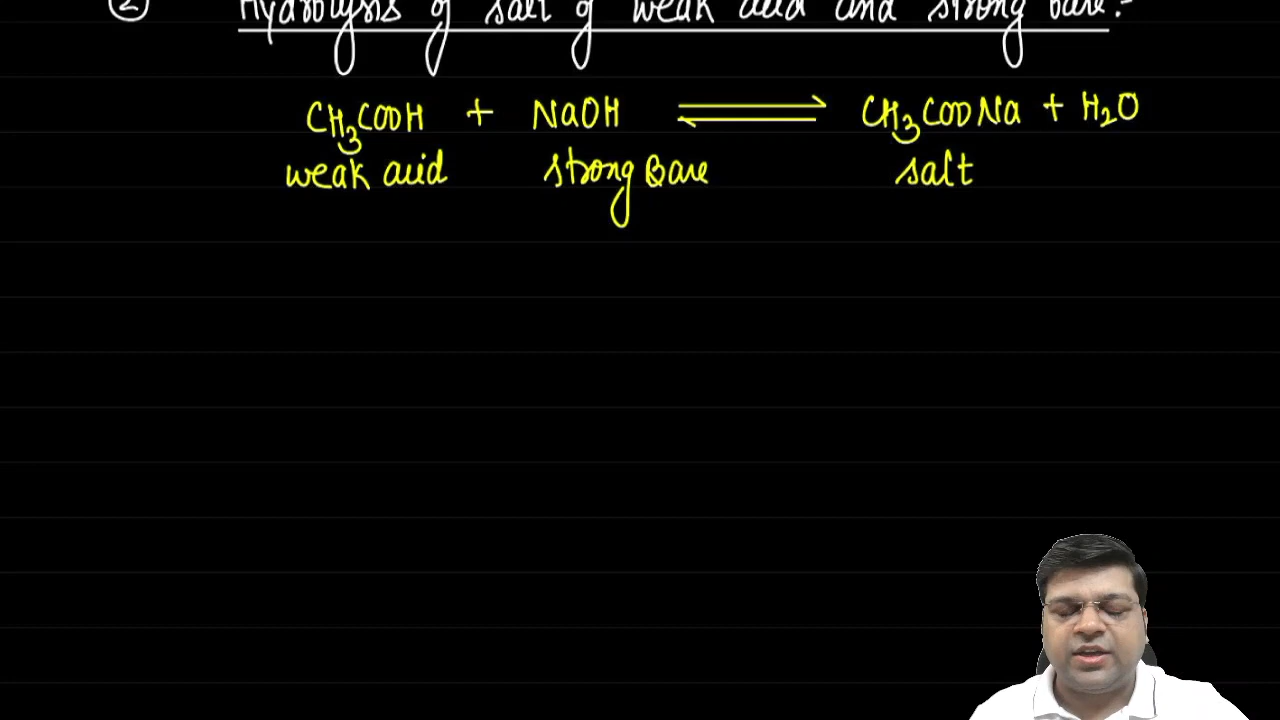 ② Hydrolysis of salt of weak acid and strong Base :-
CH₃COOH + NaOH ⇌ CH₃COONa + H₂O
weak acid strong Base salt